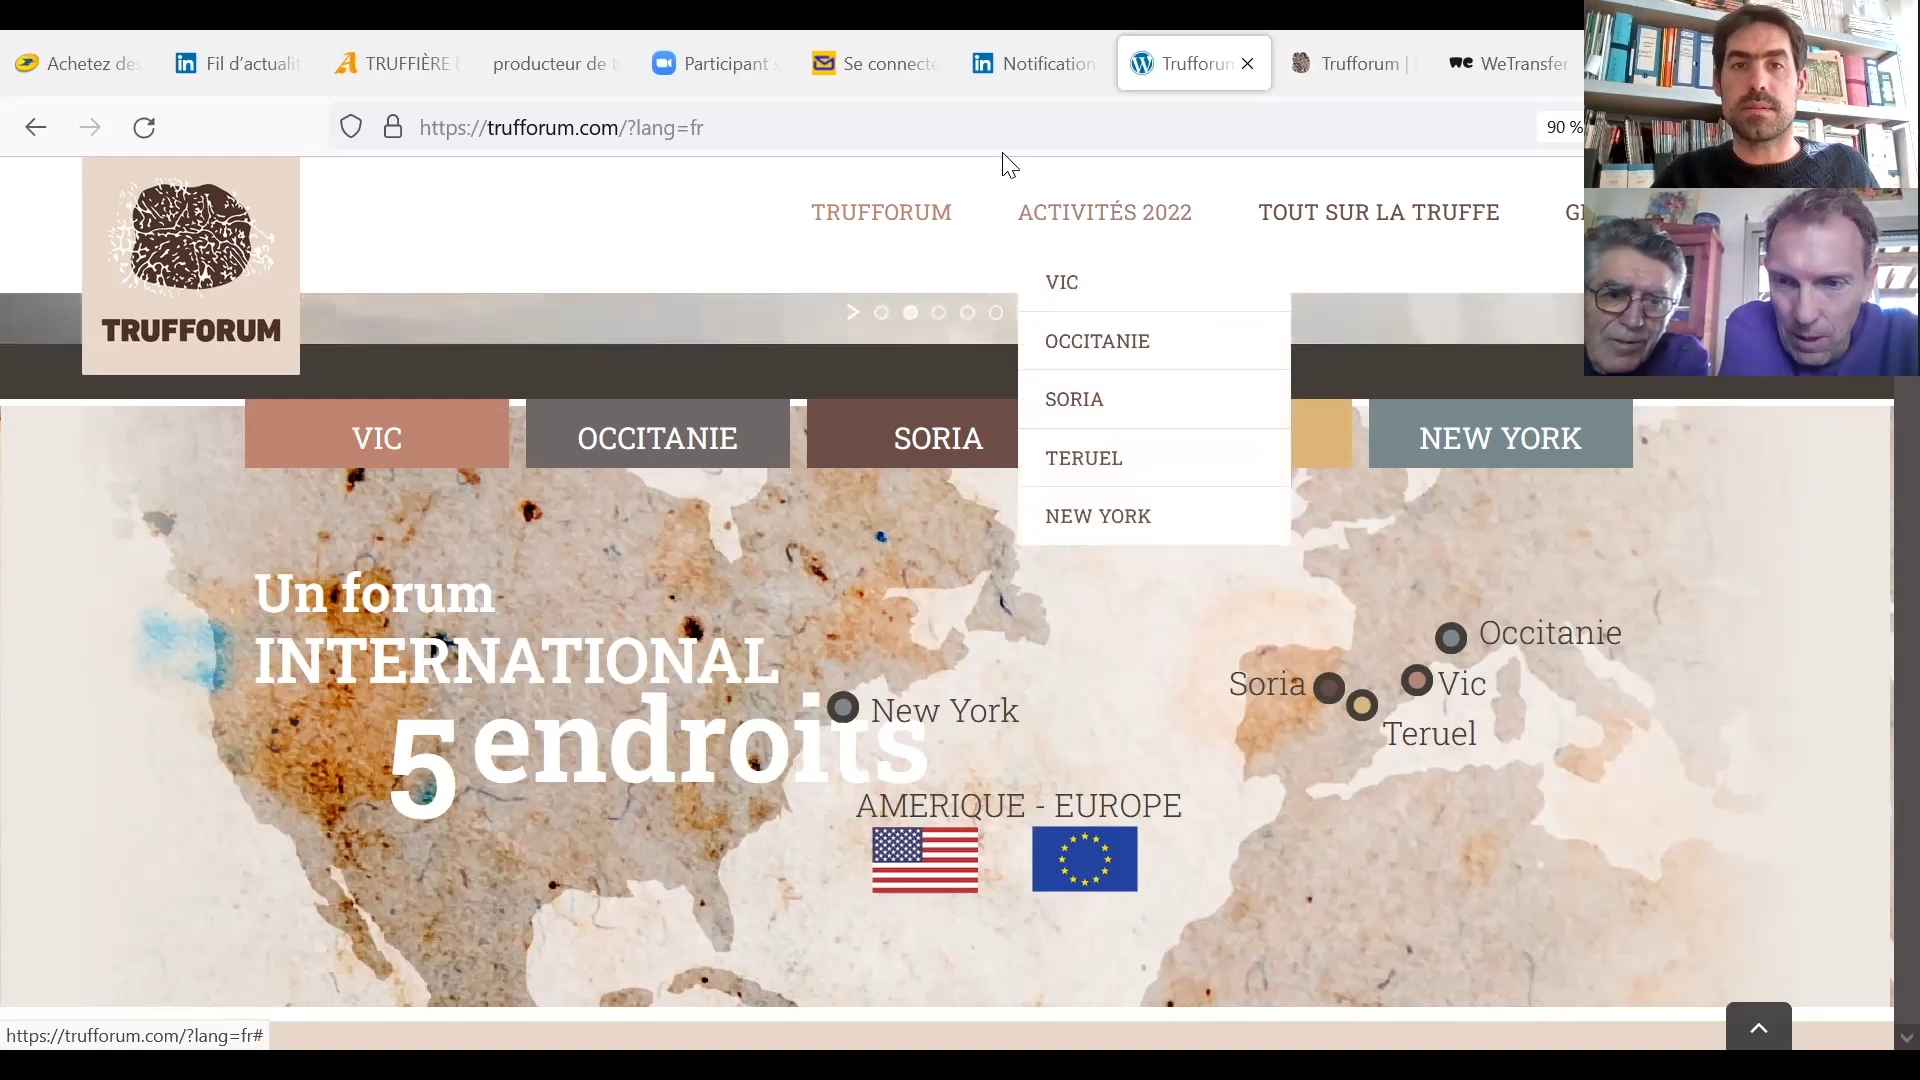 Achetez des
Fil d'actualit
TRUFFIÈRE
producteur de
Participant
Se connecte
Notification
Trufforum
Trufforum |
WeTransfer
https://trufforum.com/?lang=fr
90 %
TRUFFORUM
ACTIVITÉS 2022
TOUT SUR LA TRUFFE
VIC
OCCITANIE
SORIA
TERUEL
NEW YORK
TRUFFORUM
VIC
OCCITANIE
SORIA
NEW YORK
Un forum
INTERNATIONAL
5 endroits
AMERIQUE - EUROPE
New York
Occitanie
Soria
Vic
Teruel
https://trufforum.com/?lang=fr#